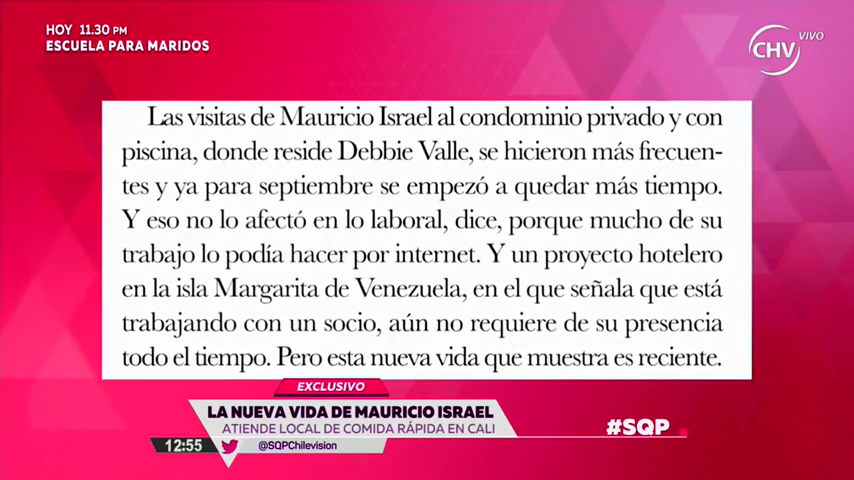 HOY 11.30 PM
ESCUELA PARA MARIDOS
CHV VIVO
Las visitas de Mauricio Israel al condominio privado y con
piscina, donde reside Debbie Valle, se hicieron más frecuen-
tes y ya para septiembre se empezó a quedar más tiempo.
Y eso no lo afectó en lo laboral, dice, porque mucho de su
trabajo lo podía hacer por internet. Y un proyecto hotelero
en la isla Margarita de Venezuela, en el que señala que está
trabajando con un socio, aún no requiere de su presencia
todo el tiempo. Pero esta nueva vida que muestra es reciente.
EXCLUSIVO
LA NUEVA VIDA DE MAURICIO ISRAEL
ATIENDE LOCAL DE COMIDA RÁPIDA EN CALI
#SQP
12:55 @SQPChilevision